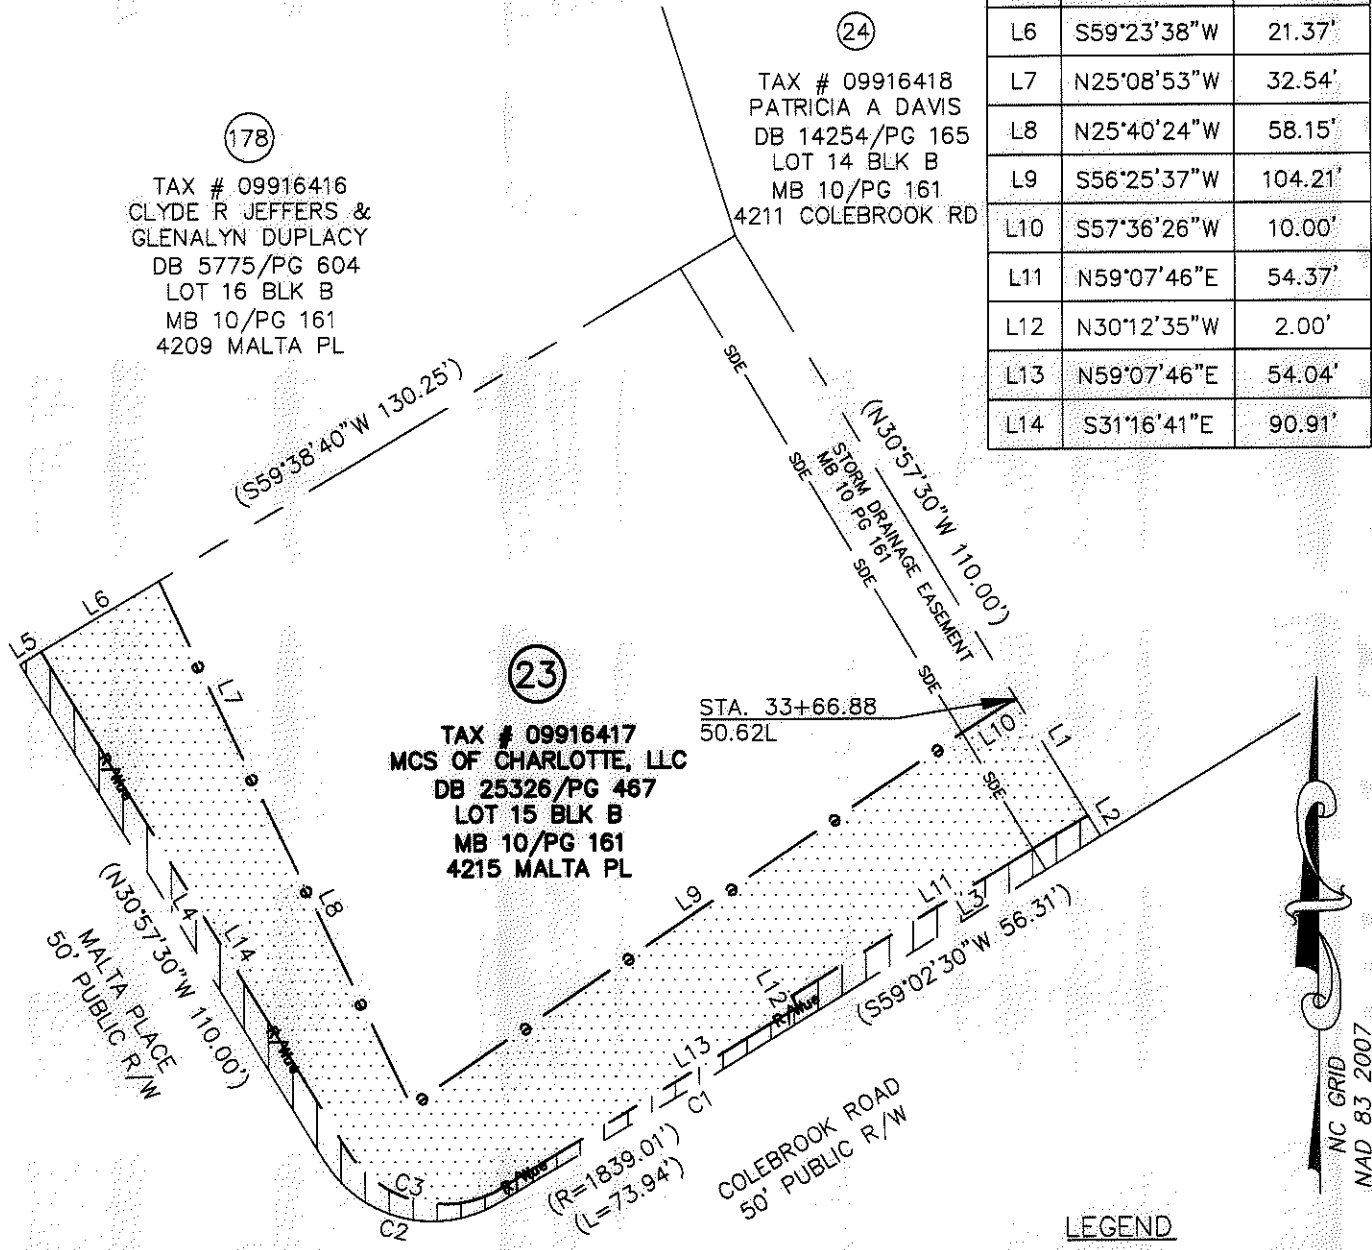 L6 S59°23'38"W 21.37'
L7 N25°08'53"W 32.54'
L8 N25°40'24"W 58.15'
L9 S56°25'37"W 104.21'
L10 S57°36'26"W 10.00'
L11 N59°07'46"E 54.37'
L12 N30°12'35"W 2.00'
L13 N59°07'46"E 54.04'
L14 S31°16'41"E 90.91'
24
TAX # 09916418
PATRICIA A DAVIS
DB 14254/PG 165
LOT 14 BLK B
MB 10/PG 161
4211 COLEBROOK RD
178
TAX # 09916416
CLYDE R JEFFERS &
GLENALYN DUPLACY
DB 5775/PG 604
LOT 16 BLK B
MB 10/PG 161
4209 MALTA PL
(S59°38'40"W 130.25')
SDE
SDE
SDE
SDE
SDE
(N30°57'30"W 110.00')
STORM DRAINAGE EASEMENT
MB 10 PG 161
L5
L6
L7
23
TAX # 09916417
MCS OF CHARLOTTE, LLC
DB 25326/PG 467
LOT 15 BLK B
MB 10/PG 161
4215 MALTA PL
STA. 33+66.88
50.62L
L10
L1
L2
R/Wue
L8
L9
L11
L3
L4
L14
(N30°57'30"W 110.00')
MALTA PLACE
50' PUBLIC R/W
L12
R/Wue
(S59°02'30"W 56.31')
R/Wue
L13
C1
C3
C2
R/Wue
(R=1839.01')
(L=73.94')
COLEBROOK ROAD
50' PUBLIC R/W
NC GRID
NAD 83 2007
LEGEND